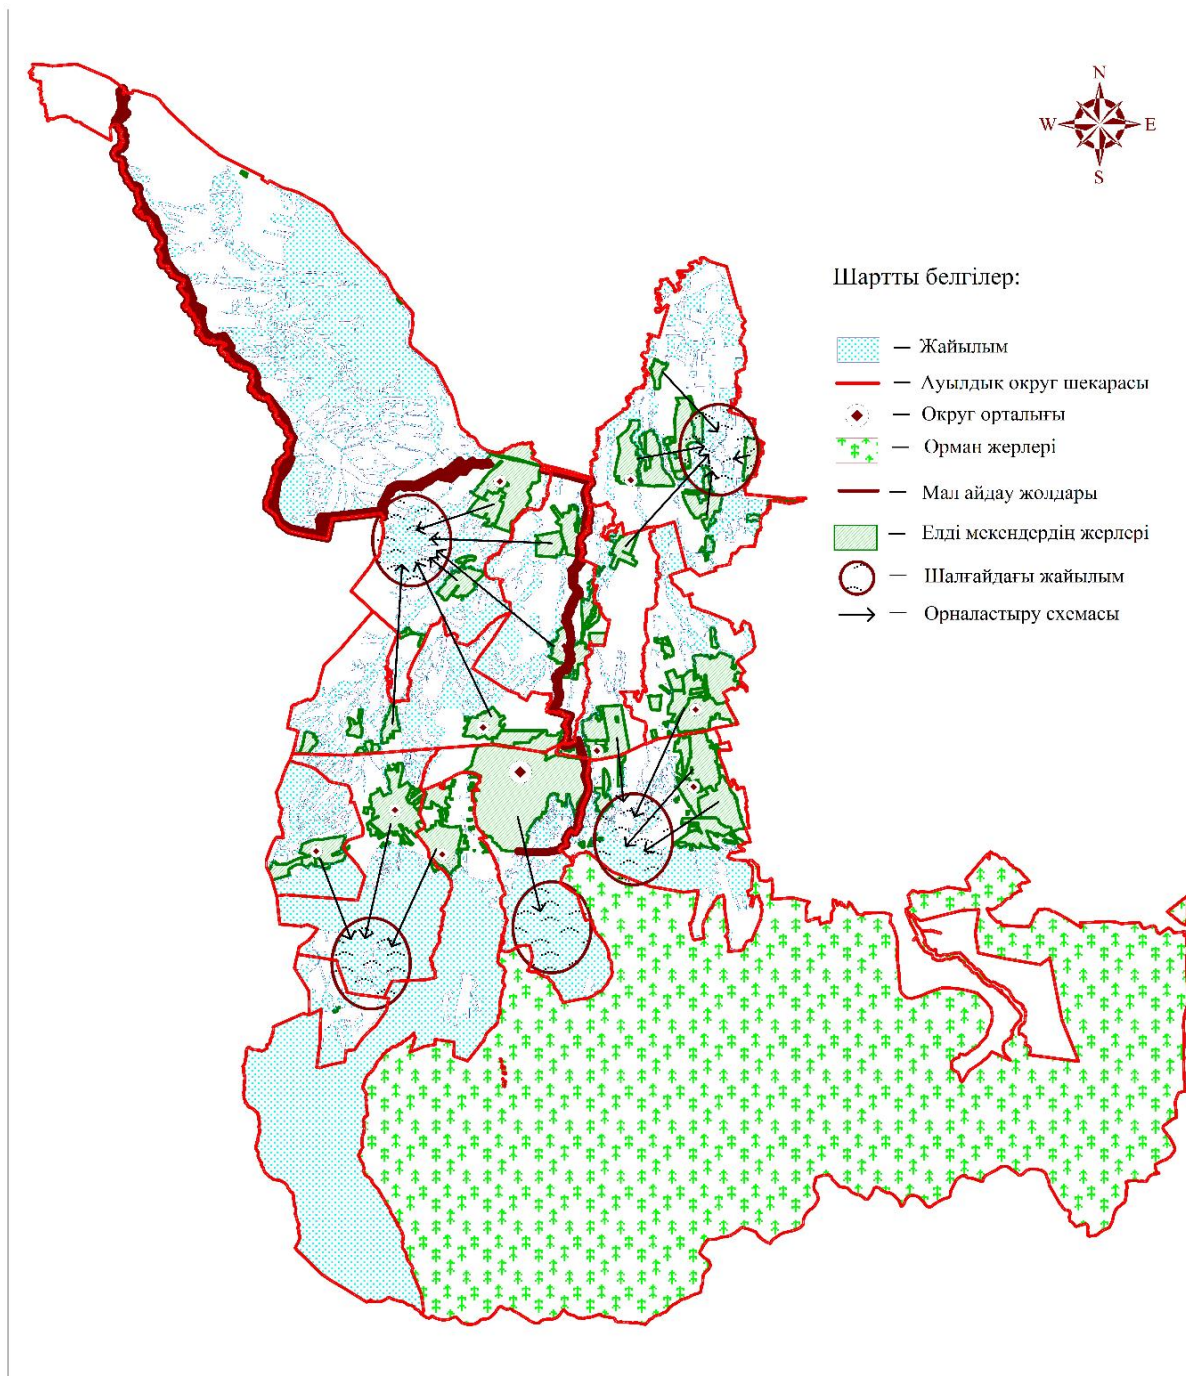 N
W E
S
Шартты белгілер:
— Жайылым
— Ауылдық округ шекарасы
— Округ орталығы
— Орман жерлері
— Мал айдау жолдары
— Елді мекендердің жерлері
— Шалғайдағы жайылым
— Орналастыру схемасы